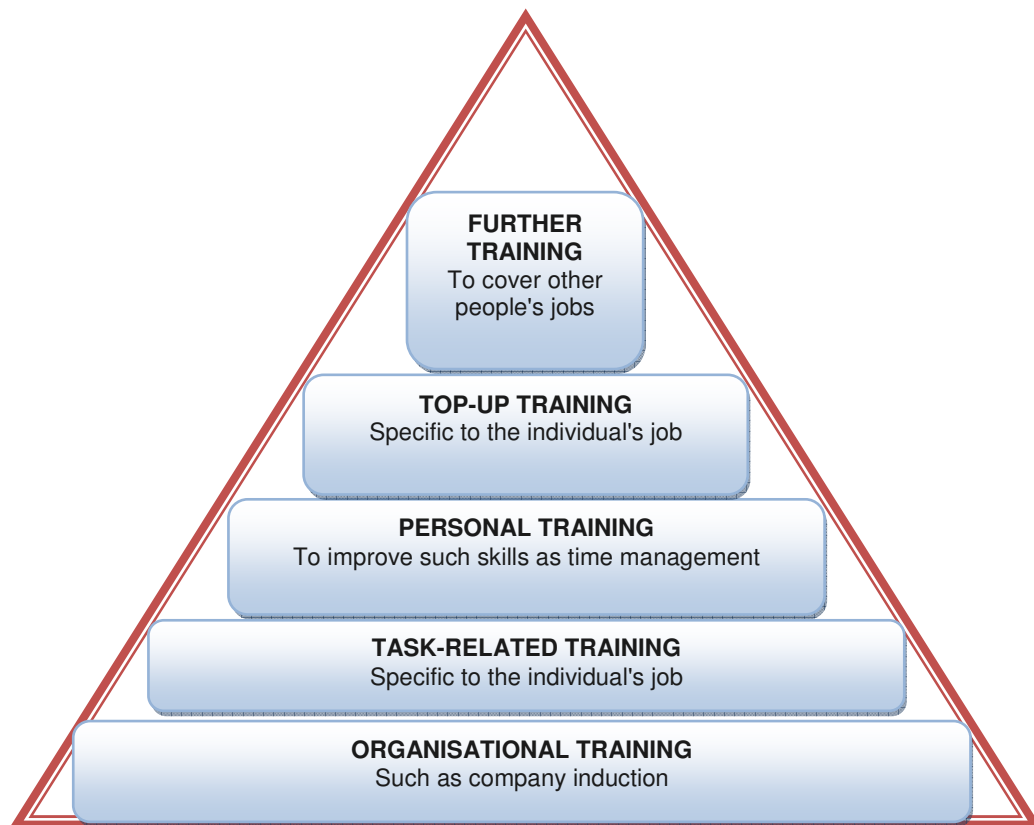 FURTHER
TRAINING
To cover other
people's jobs
TOP-UP TRAINING
Specific to the individual's job
PERSONAL TRAINING
To improve such skills as time management
TASK-RELATED TRAINING
Specific to the individual's job
ORGANISATIONAL TRAINING
Such as company induction